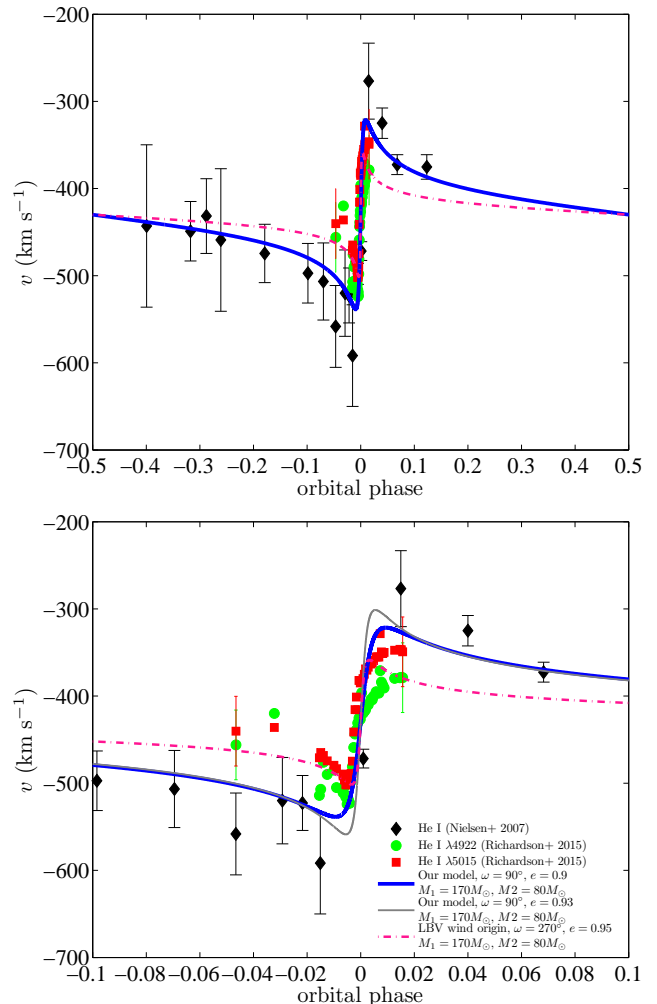 −200
−300
−400
−500
−600
−700
v (km s⁻¹)
−0.5 −0.4 −0.3 −0.2 −0.1 0 0.1 0.2 0.3 0.4 0.5
orbital phase
−200
−300
−400
−500
−600
−700
v (km s⁻¹)
He I (Nielsen+ 2007)
He I λ4922 (Richardson+ 2015)
He I λ5015 (Richardson+ 2015)
Our model, ω = 90°, e = 0.9
M₁ = 170M☉, M2 = 80M☉
Our model, ω = 90°, e = 0.93
M₁ = 170M☉, M2 = 80M☉
LBV wind origin, ω = 270°, e = 0.95
M₁ = 170M☉, M2 = 80M☉
−0.1 −0.08 −0.06 −0.04 −0.02 0 0.02 0.04 0.06 0.08 0.1
orbital phase